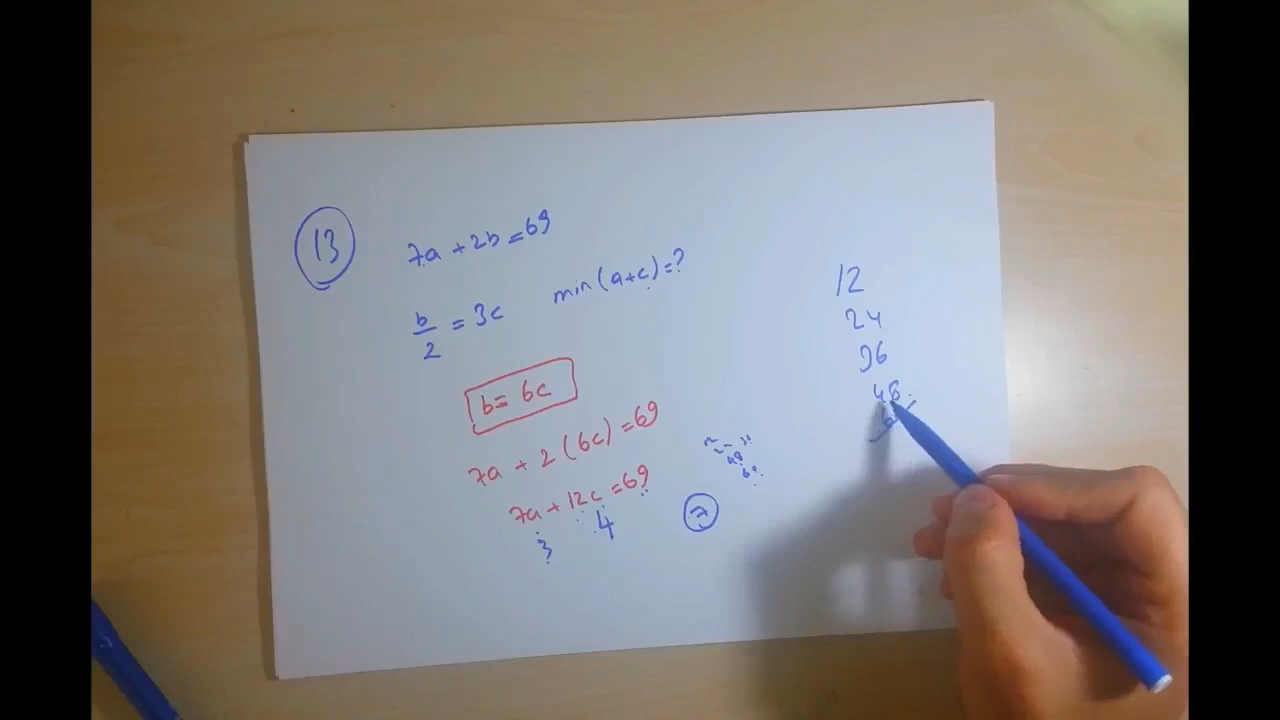 13
7a + 2b = 69
b/2 = 3c
min(a+c)=?
b = 6c
7a + 2(6c) = 69
7a + 12c = 69
3
4
7
12
24
36
48